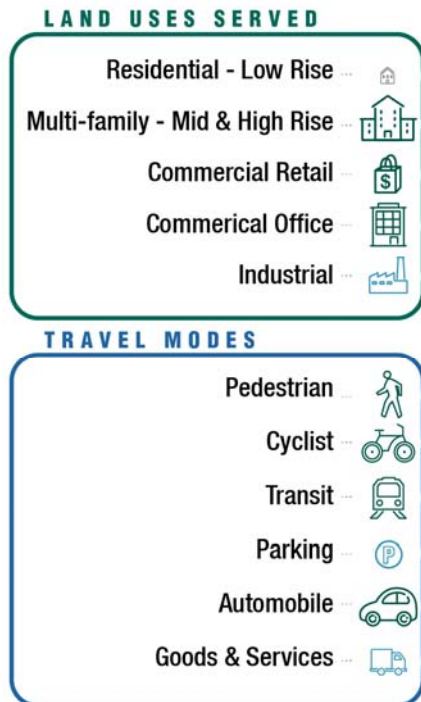 LAND USES SERVED
Residential - Low Rise ...
Multi-family - Mid & High Rise ...
Commercial Retail ...
$
Commerical Office ...
Industrial ...
TRAVEL MODES
Pedestrian ...
Cyclist ...
Transit ...
Parking ... P
Automobile ...
Goods & Services ...